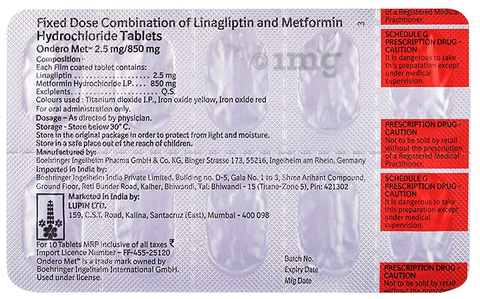 Fixed Dose Combination of Linagliptin and Metformin
Hydrochloride Tablets
Ondero Met™ 2.5 mg/850 mg
Composition
Each Film coated tablet contains:
Linagliptin ........................ 2.5 mg
Metformin Hydrochloride I.P. .... 850 mg
Excipients ........................ Q.S.
Colours used : Titanium dioxide I.P., Iron oxide yellow, Iron oxide red
For oral administration only.
Dosage – As directed by physician.
Storage - Store below 30° C.
Store in the original package in order to protect from light and moisture.
Store in a safe place out of the reach of children.
Manufactured by:
Boehringer Ingelheim Pharma GmbH & Co. KG, Binger Strasse 173, 55216, Ingelheim am Rhein, Germany
Imported in India by:
Boehringer Ingelheim India Private Limited, Building no. D-5, Gala No. 1 to 3, Shree Arihant Compound,
Ground Floor, Reti Bunder Road, Kalher, Bhiwandi, Tal: Bhiwandi - 15 (Thane-Zone 5), Pin: 421302
Marketed in India by:
LUPIN LTD.
159, C.S.T. Road, Kalina, Santacruz (East), Mumbai - 400 098
For 10 Tablets MRP inclusive of all taxes ₹
Import Licence Number – FF-455-25120
Ondero Met™ is a trade mark owned by
Boehringer Ingelheim International GmbH.
Used under license.
Batch No.
Expiry Date
Mfg Date
3
1mg
of a Registered Medical
Practitioner.
SCHEDULE G
PRESCRIPTION DRUG -
CAUTION
It is dangerous to take
this preparation except
under medical
supervision.
SCHEDULE H
PRESCRIPTION DRUG -
CAUTION
Not to be sold by retail
without the prescription
of a Registered Medical
Practitioner.
SCHEDULE G
PRESCRIPTION DRUG -
CAUTION
It is dangerous to take
this preparation except
under medical
supervision.
PRESCRIPTION DRUG -
CAUTION
Not to be sold by retail
without the prescription